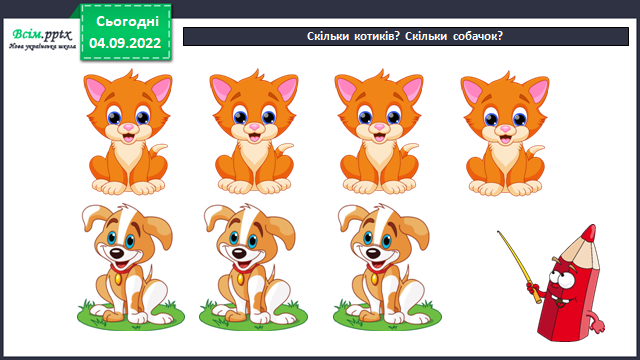 Всім.pptx
Нова українська школа
Сьогодні
04.09.2022
Скільки котиків? Скільки собачок?